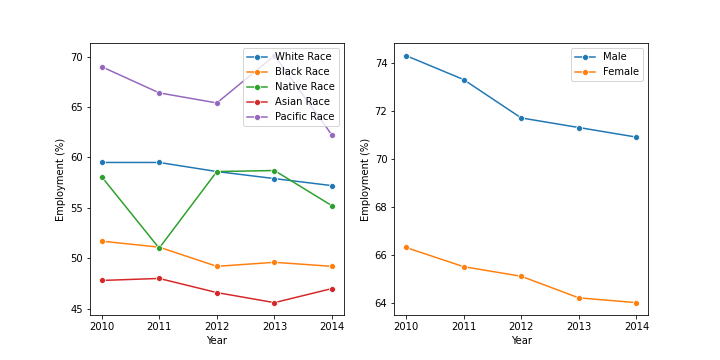 70
65
60
55
50
45
Employment (%)
2010 2011 2012 2013 2014
Year
White Race
Black Race
Native Race
Asian Race
Pacific Race
74
72
70
68
66
64
Employment (%)
2010 2011 2012 2013 2014
Year
Male
Female